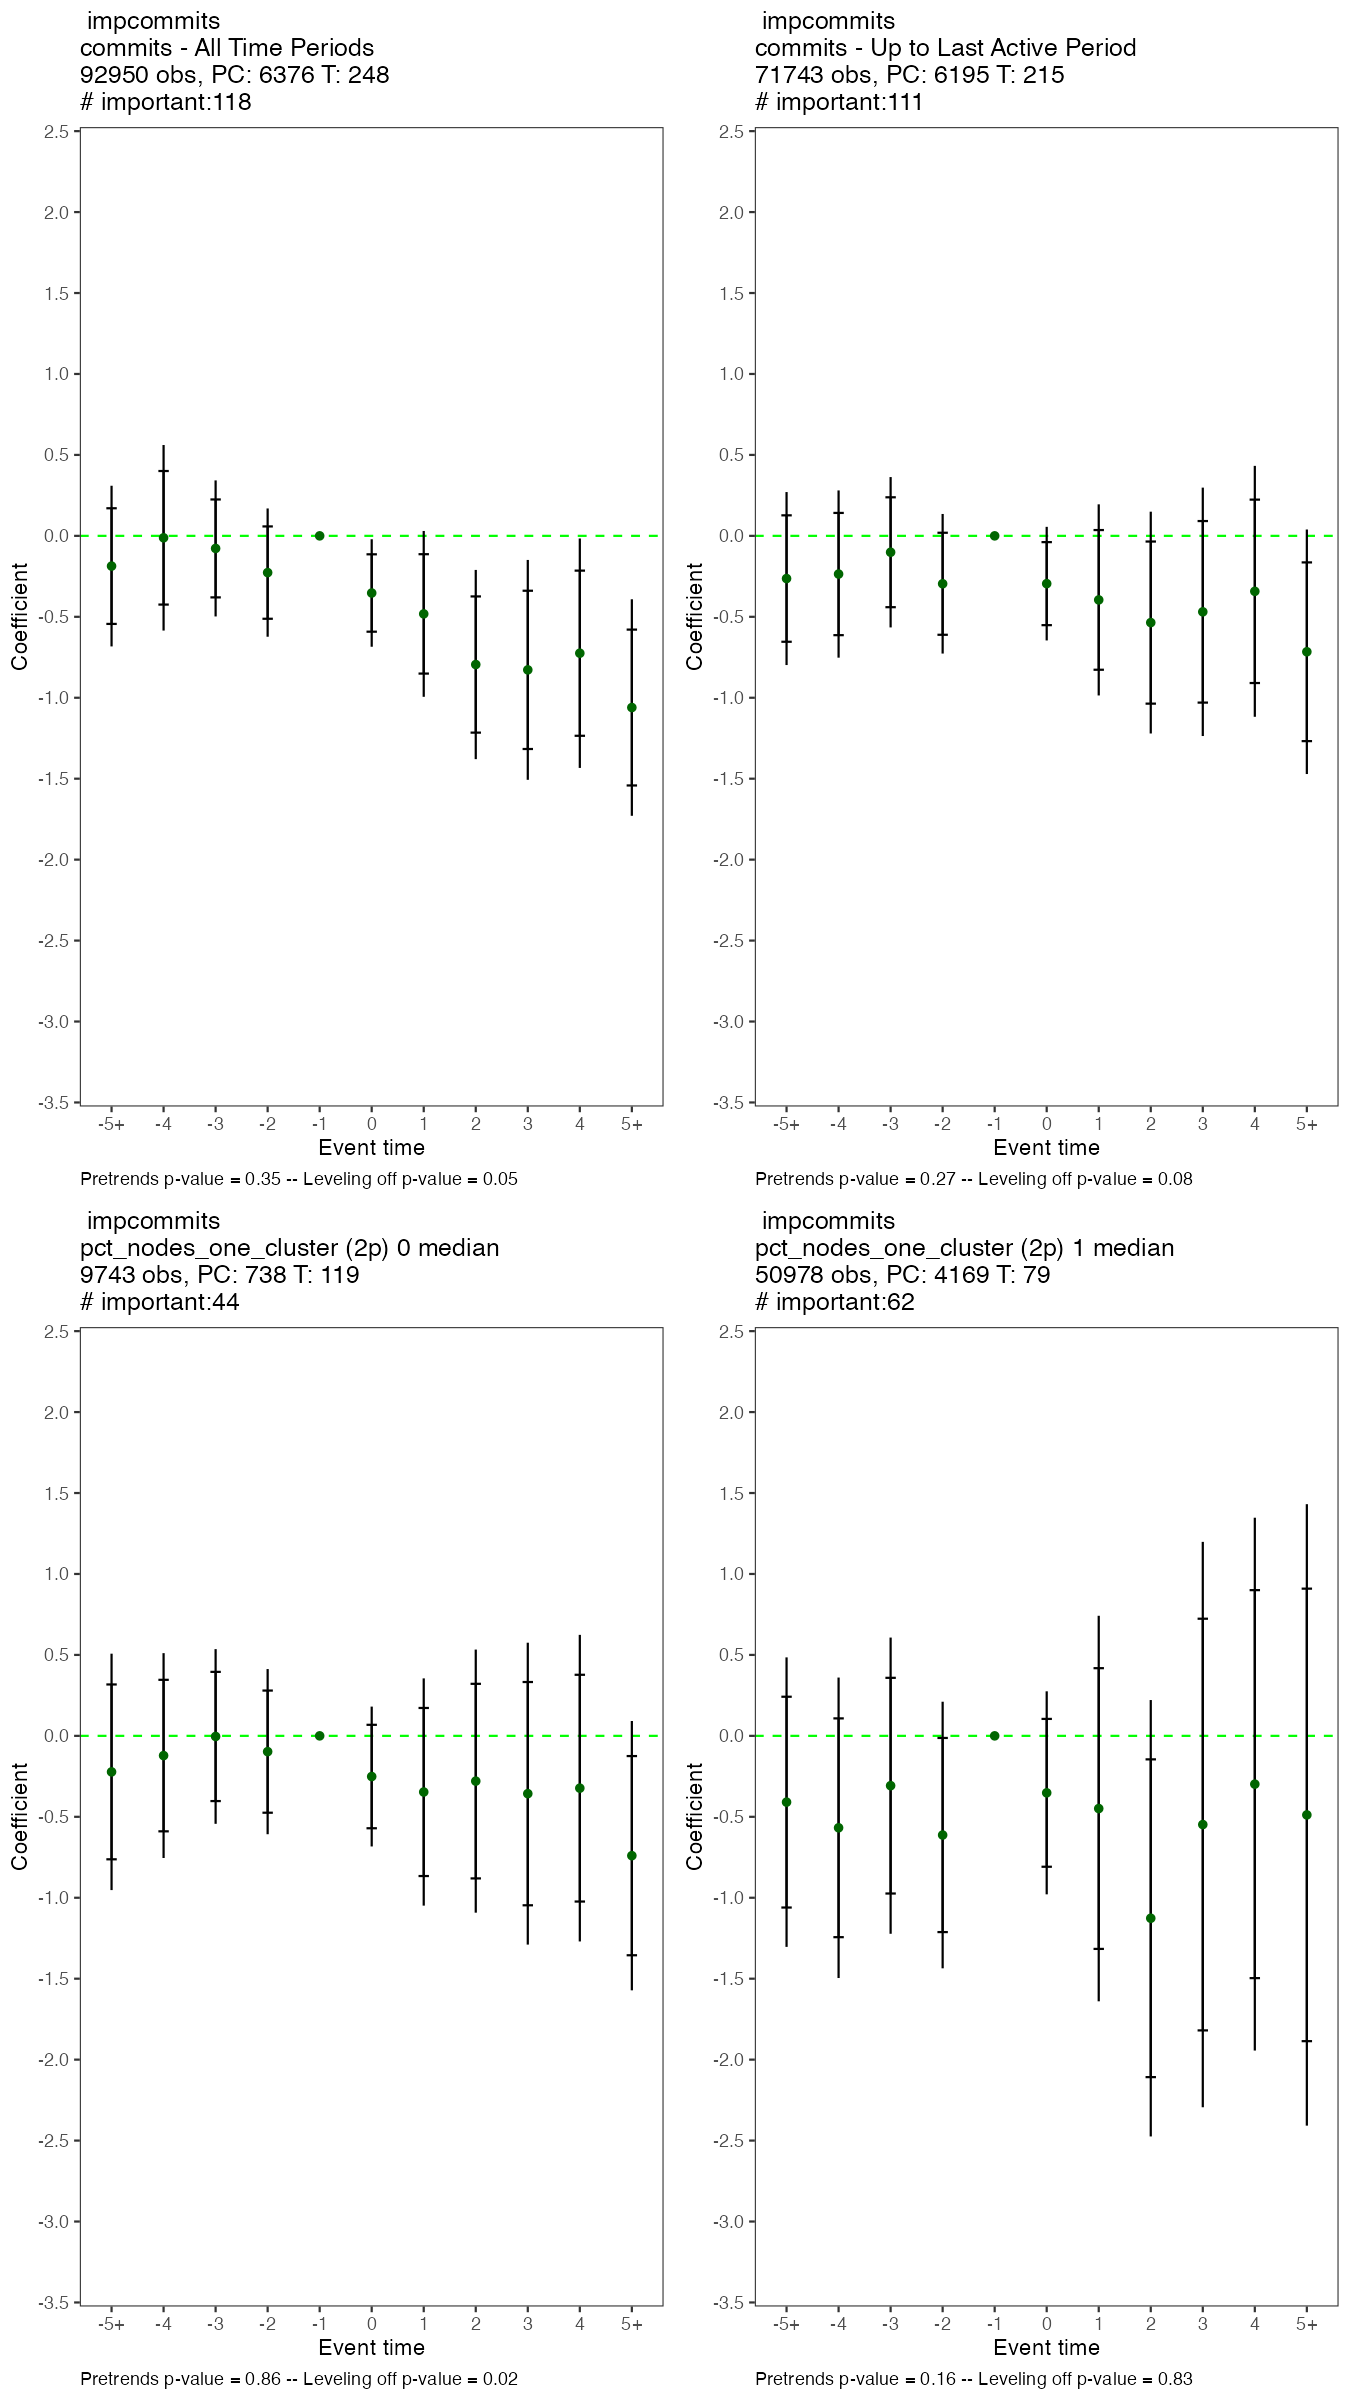 impcommits
commits - All Time Periods
92950 obs, PC: 6376 T: 248
# important:118
2.5
2.0
1.5
1.0
0.5
0.0
-0.5
-1.0
-1.5
-2.0
-2.5
-3.0
-3.5
Coefficient
-5+ -4 -3 -2 -1 0 1 2 3 4 5+
Event time
Pretrends p-value = 0.35 -- Leveling off p-value = 0.05
impcommits
commits - Up to Last Active Period
71743 obs, PC: 6195 T: 215
# important:111
2.5
2.0
1.5
1.0
0.5
0.0
-0.5
-1.0
-1.5
-2.0
-2.5
-3.0
-3.5
Coefficient
-5+ -4 -3 -2 -1 0 1 2 3 4 5+
Event time
Pretrends p-value = 0.27 -- Leveling off p-value = 0.08
impcommits
pct_nodes_one_cluster (2p) 0 median
9743 obs, PC: 738 T: 119
# important:44
2.5
2.0
1.5
1.0
0.5
0.0
-0.5
-1.0
-1.5
-2.0
-2.5
-3.0
-3.5
Coefficient
-5+ -4 -3 -2 -1 0 1 2 3 4 5+
Event time
Pretrends p-value = 0.86 -- Leveling off p-value = 0.02
impcommits
pct_nodes_one_cluster (2p) 1 median
50978 obs, PC: 4169 T: 79
# important:62
2.5
2.0
1.5
1.0
0.5
0.0
-0.5
-1.0
-1.5
-2.0
-2.5
-3.0
-3.5
Coefficient
-5+ -4 -3 -2 -1 0 1 2 3 4 5+
Event time
Pretrends p-value = 0.16 -- Leveling off p-value = 0.83